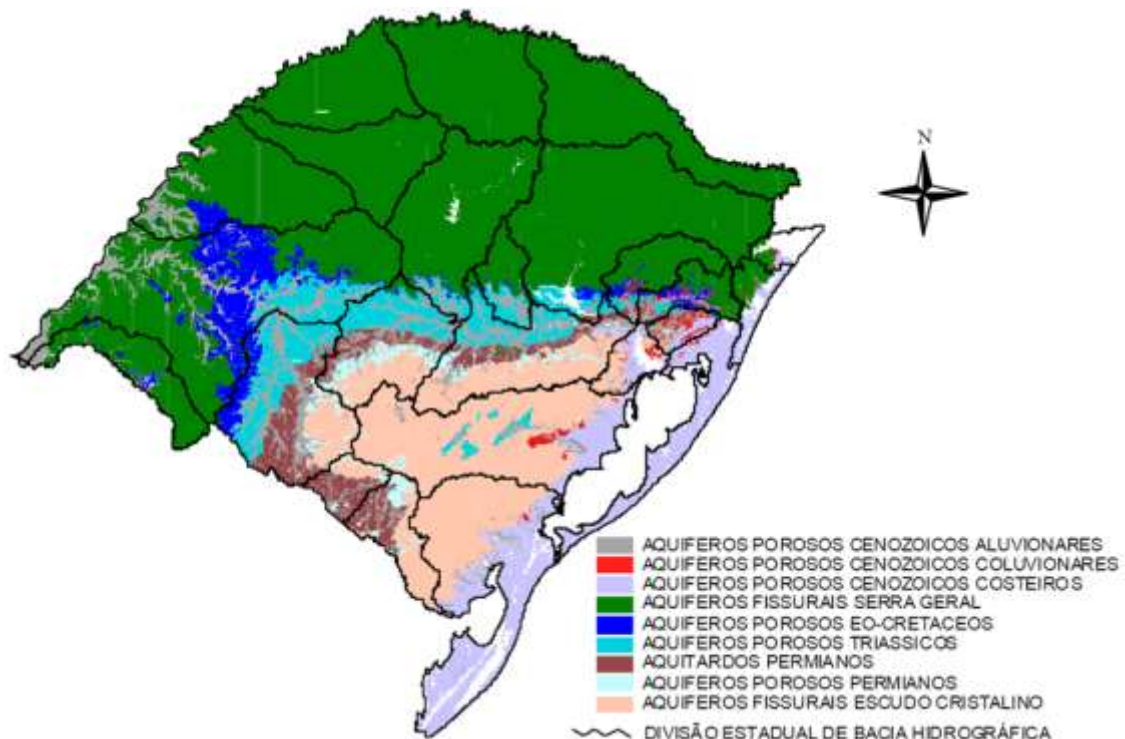 N
AQUIFEROS POROSOS CENOZOICOS ALUVIONARES
AQUIFEROS POROSOS CENOZOICOS COLUVIONARES
AQUIFEROS POROSOS CENOZOICOS COSTEIROS
AQUIFEROS FISSURAIS SERRA GERAL
AQUIFEROS POROSOS EO-CRETACEOS
AQUIFEROS POROSOS TRIASSICOS
AQUITARDOS PERMIANOS
AQUIFEROS POROSOS PERMIANOS
AQUIFEROS FISSURAIS ESCUDO CRISTALINO
DIVISÃO ESTADUAL DE BACIA HIDROGRÁFICA